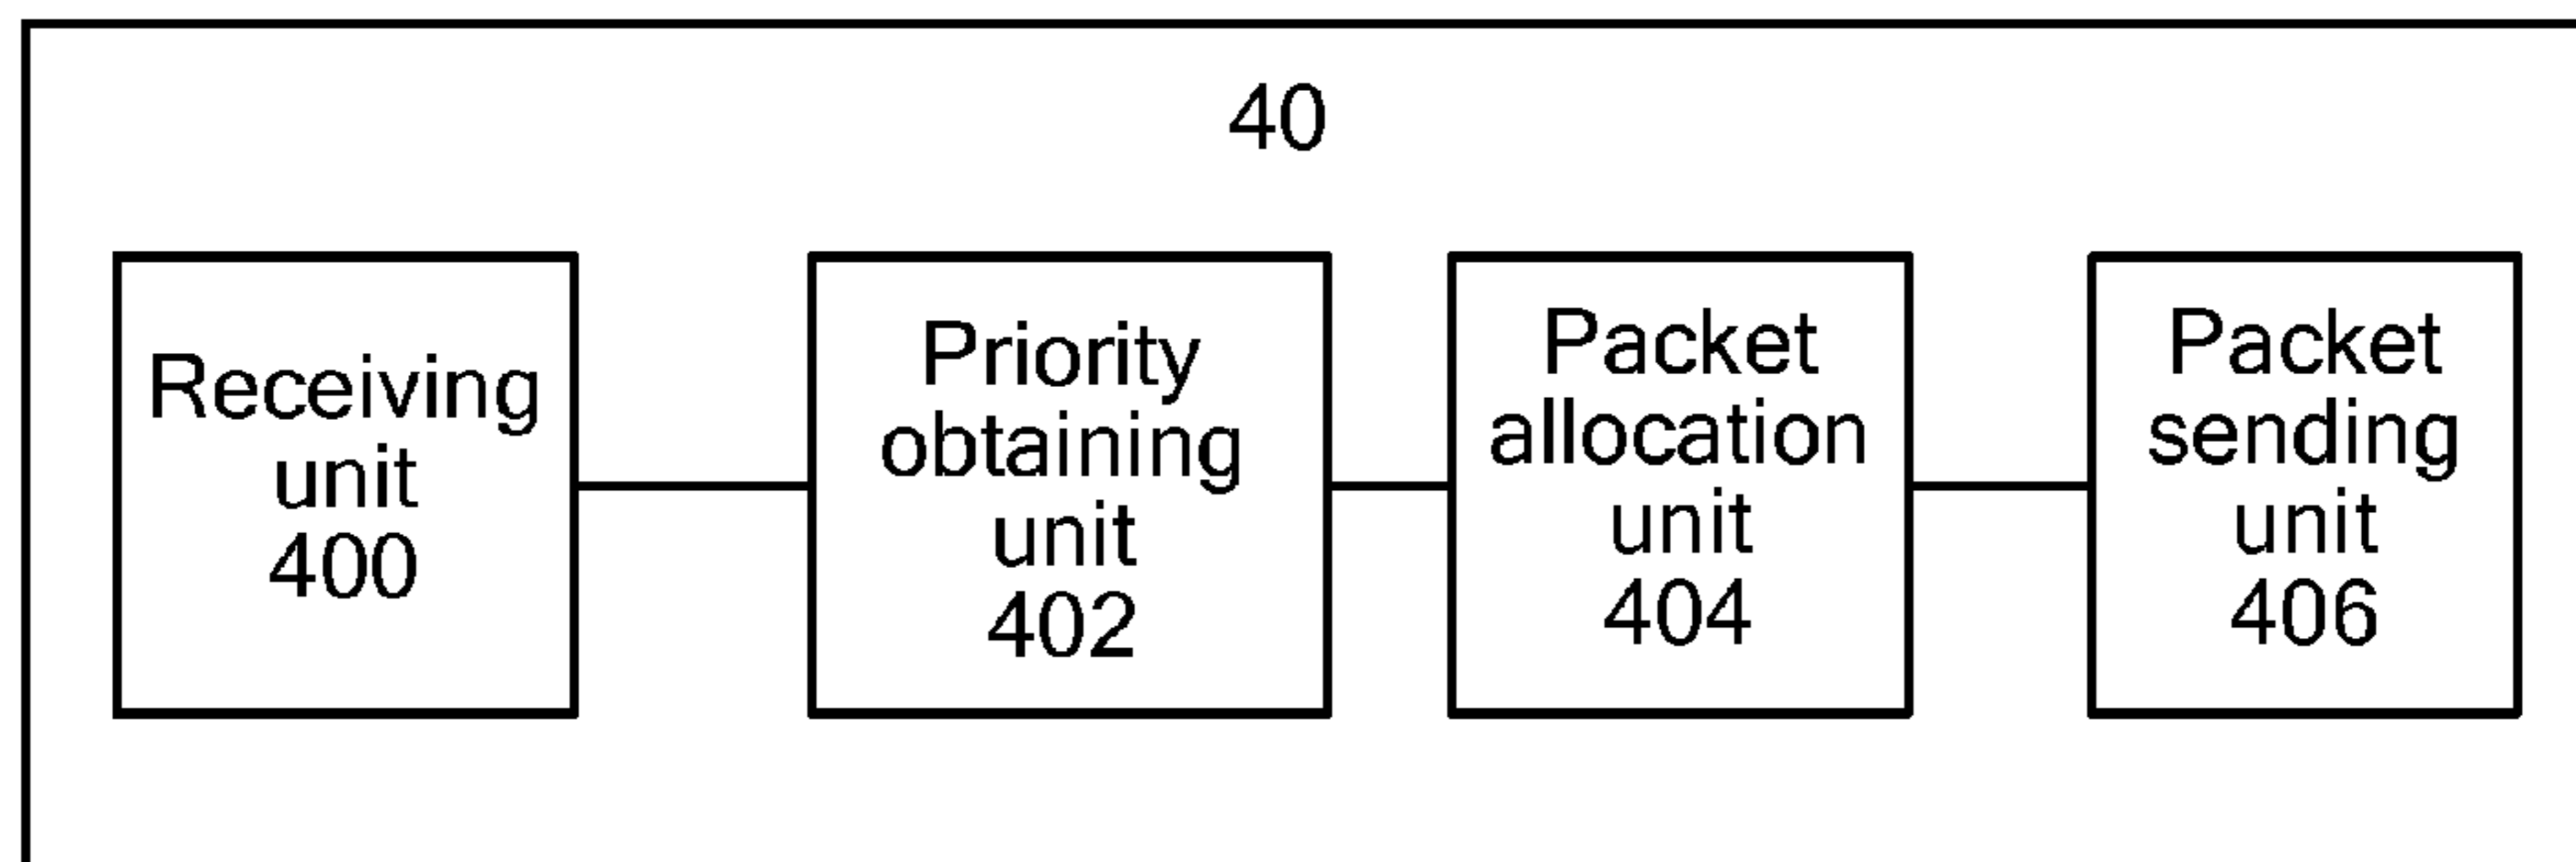 40
Receiving
unit
400
Priority
obtaining
unit
402
Packet
allocation
unit
404
Packet
sending
unit
406